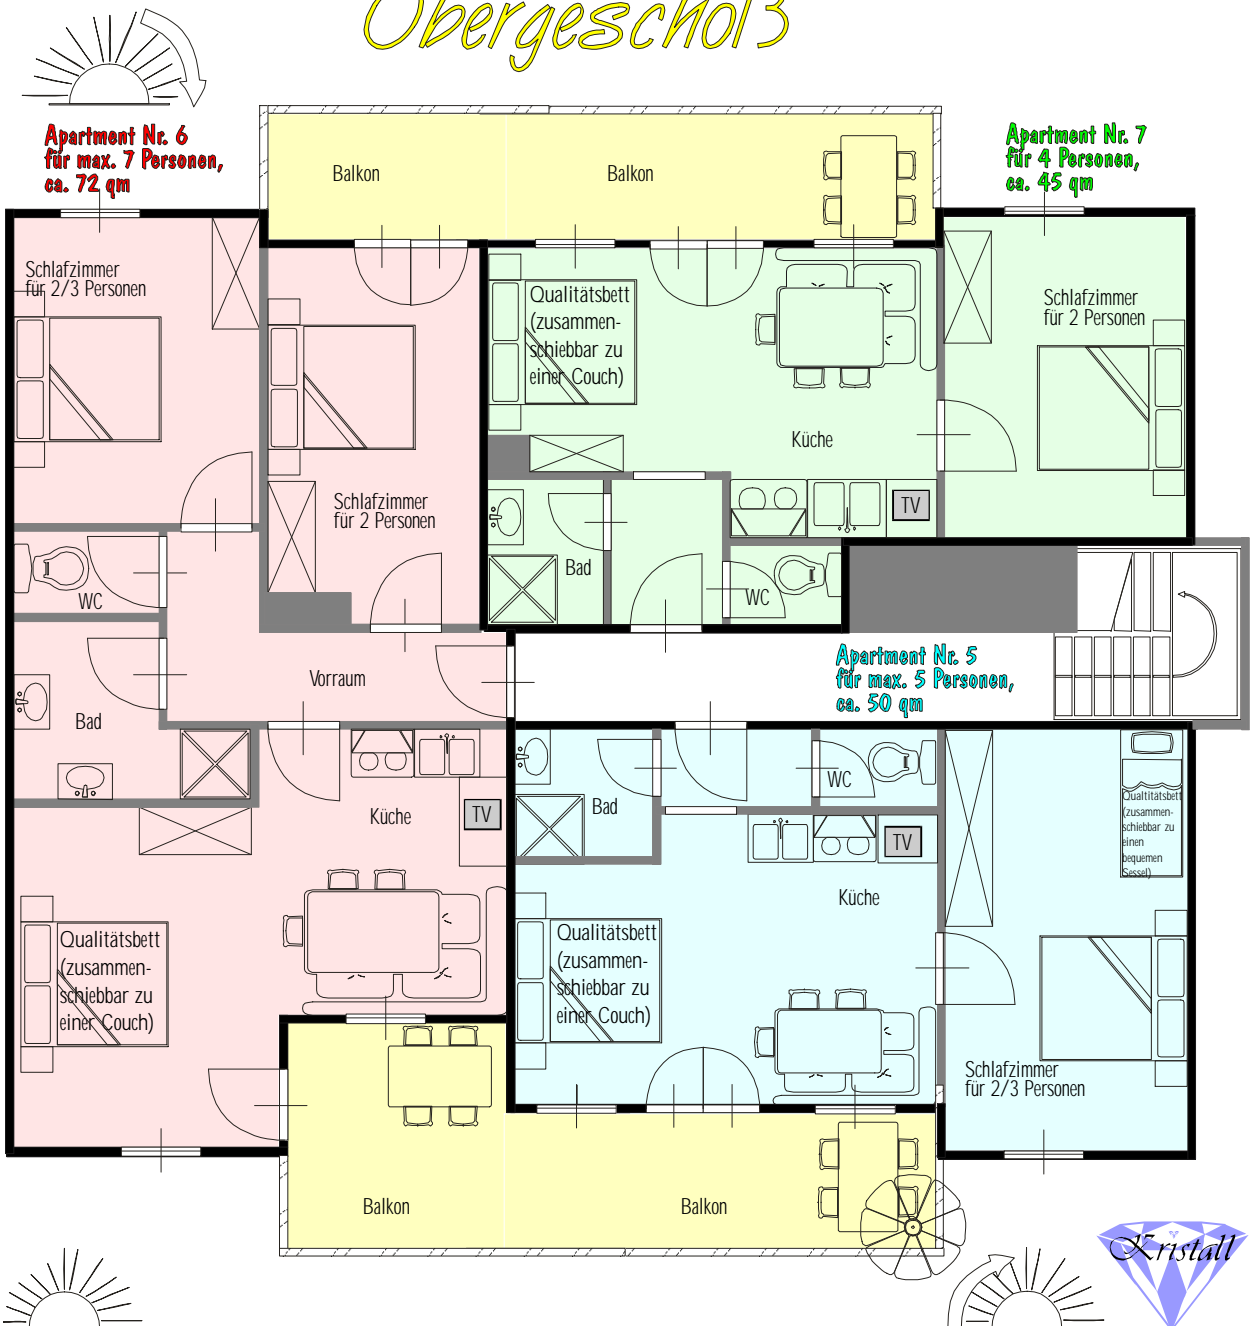 Obergeschoß
Apartment Nr. 6
für max. 7 Personen,
ca. 72 qm
Apartment Nr. 7
für 4 Personen,
ca. 45 qm
Balkon
Balkon
Schlafzimmer
für 2/3 Personen
Qualitätsbett
(zusammen-
schiebbar zu
einer Couch)
Schlafzimmer
für 2 Personen
Küche
Schlafzimmer
für 2 Personen
TV
Bad
WC
WC
Vorraum
Apartment Nr. 5
für max. 5 Personen,
ca. 50 qm
Bad
Küche
TV
Bad
WC
TV
Qualtitätsbett
(zusammen-
schiebbar zu
einen
bequemen
Sessel)
Küche
Qualitätsbett
(zusammen-
schiebbar zu
einer Couch)
Qualitätsbett
(zusammen-
schiebbar zu
einer Couch)
Schlafzimmer
für 2/3 Personen
Balkon
Balkon
Kristall